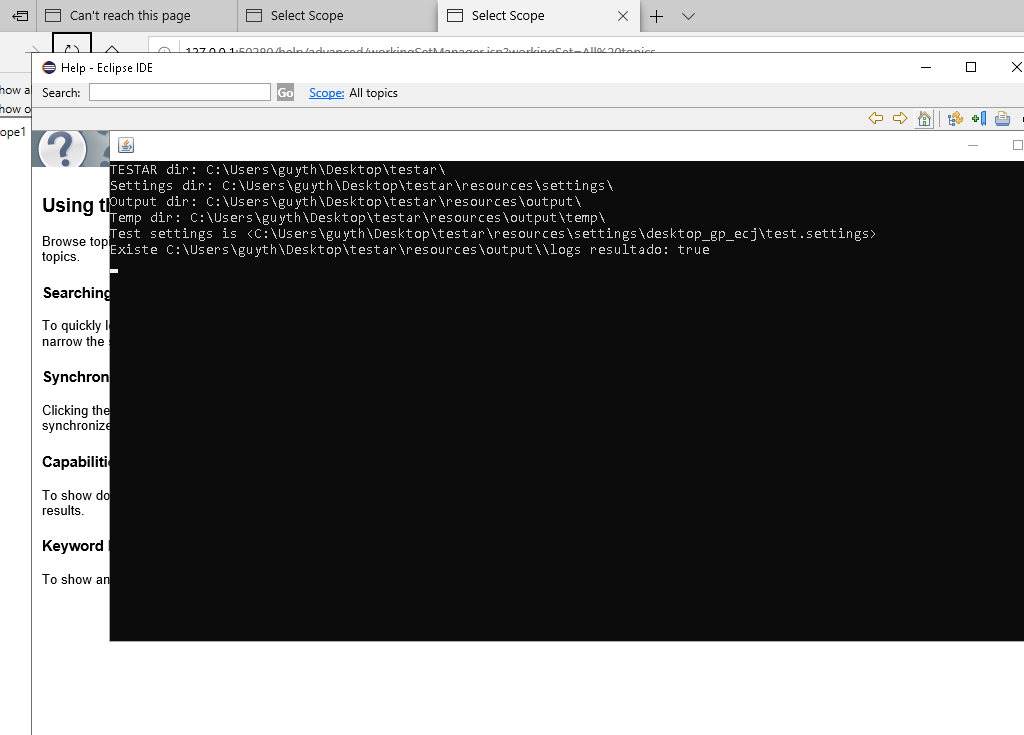 Can't reach this page
Select Scope
Select Scope
127.0.0.1:50280/help/advanced/workingSetManager.jsp?workingSet=All%20topics
Help - Eclipse IDE
how a
Search:
Go
Scope:
All topics
how o
ope1
TESTAR dir: C:\Users\guyth\Desktop\testar\
Settings dir: C:\Users\guyth\Desktop\testar\resources\settings\
Output dir: C:\Users\guyth\Desktop\testar\resources\output\
Temp dir: C:\Users\guyth\Desktop\testar\resources\output\temp\
Test settings is <C:\Users\guyth\Desktop\testar\resources\settings\desktop_gp_ecj\test.settings>
Existe C:\Users\guyth\Desktop\testar\resources\output\\logs resultado: true
Using th
Browse topi
topics.
Searching
To quickly l
narrow the s
Synchron
Clicking the
synchronize
Capabiliti
To show do
results.
Keyword
To show an